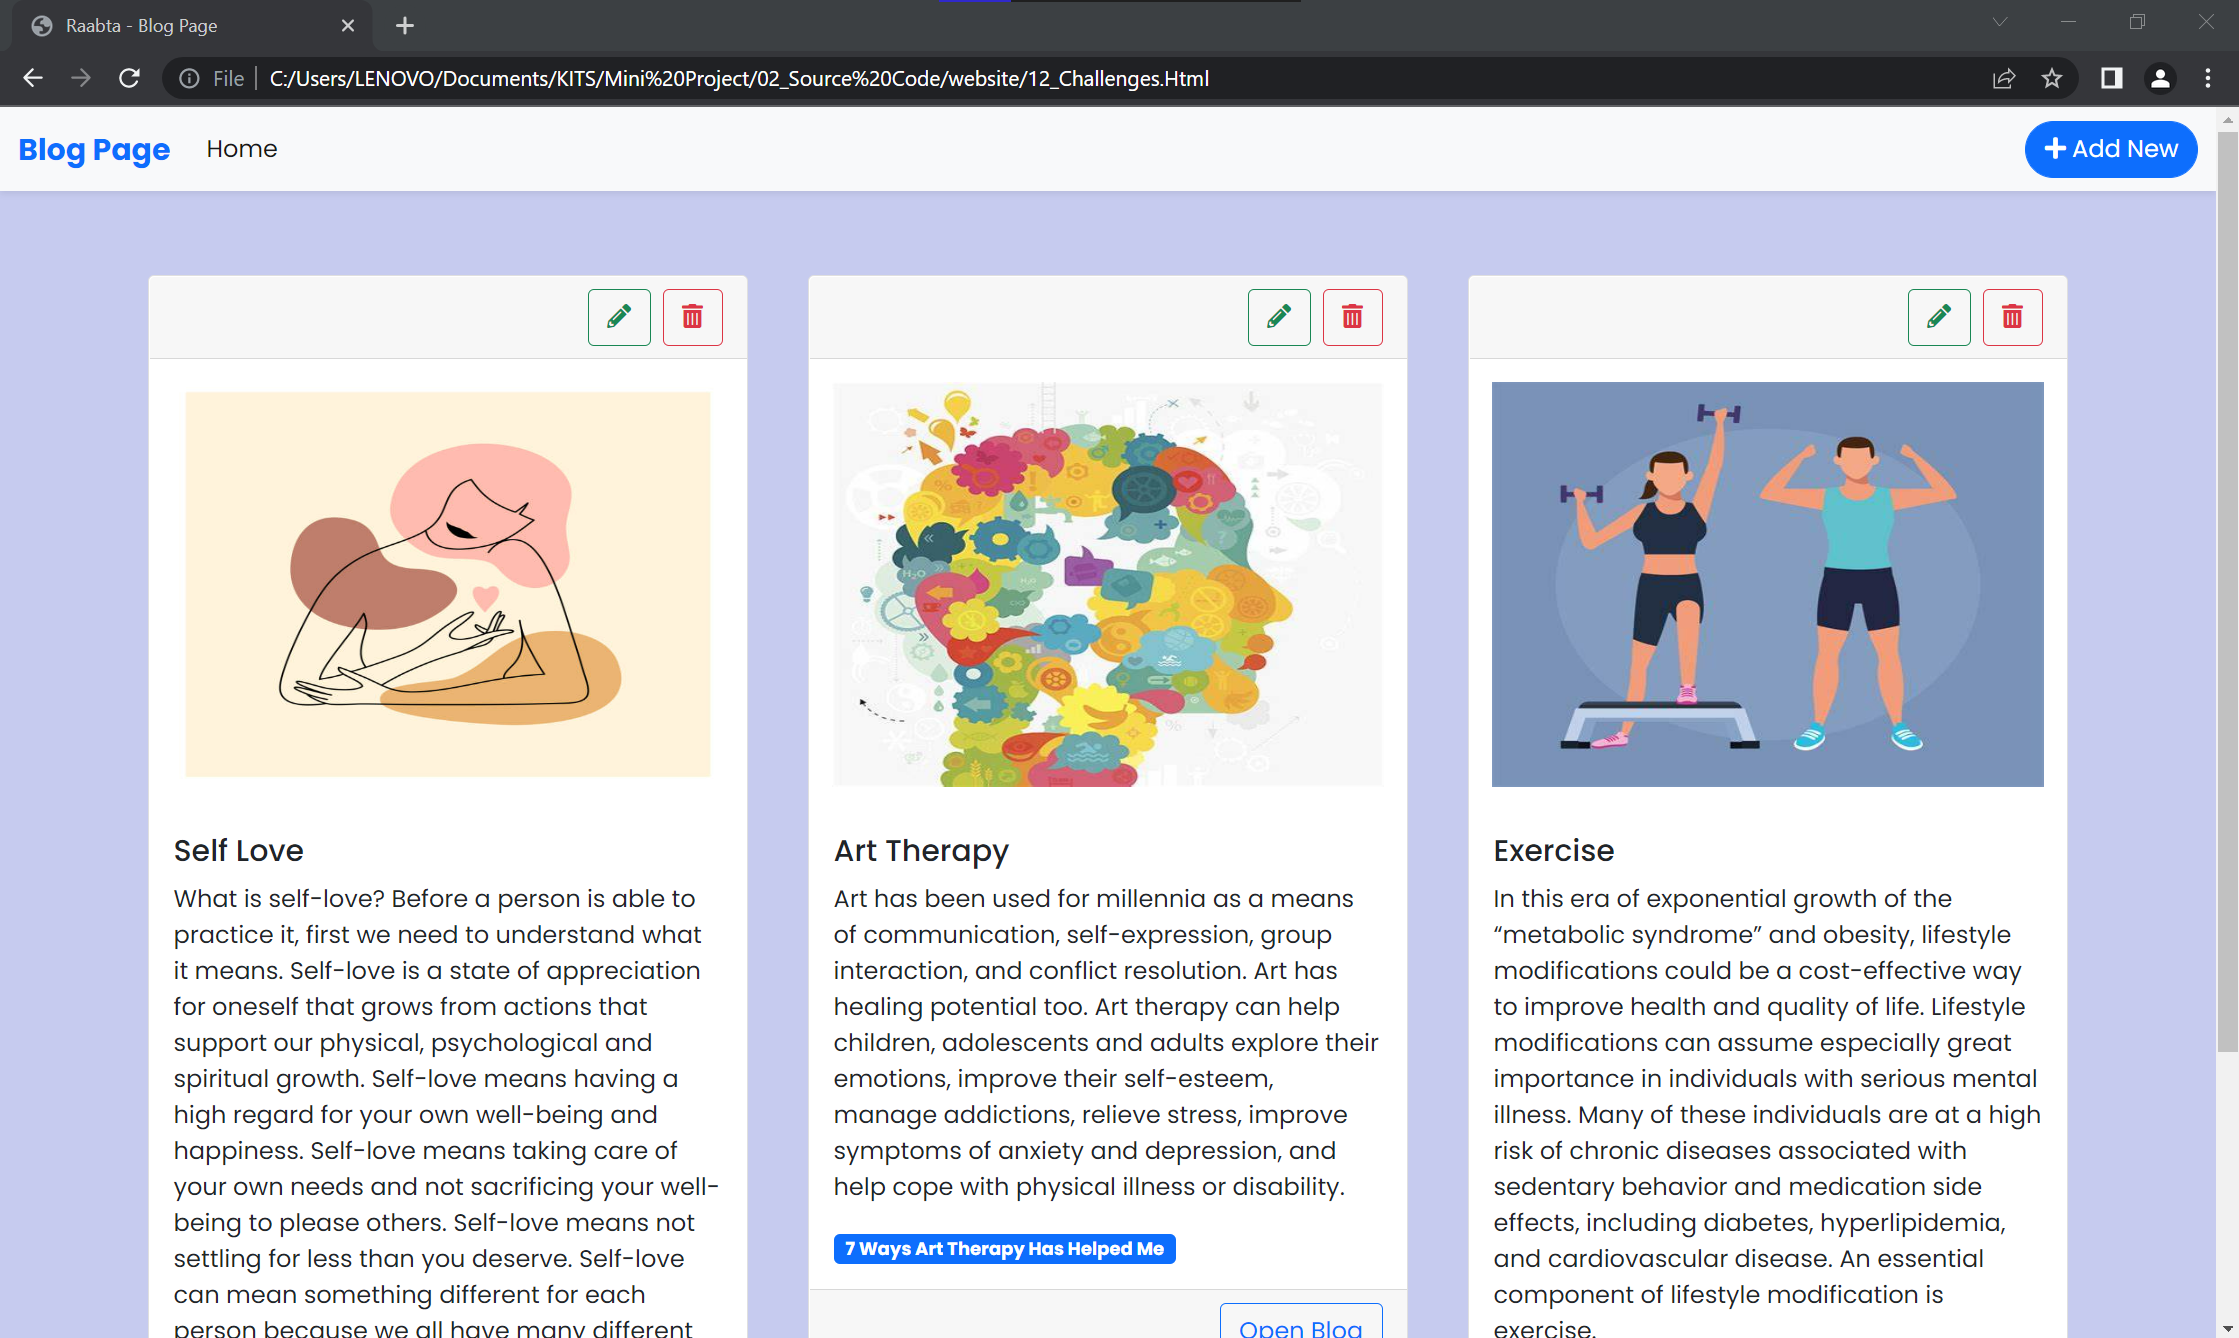 Raabta - Blog Page
File
C:/Users/LENOVO/Documents/KITS/Mini%20Project/02_Source%20Code/website/12_Challenges.Html
Blog Page
Home
Add New
H₂O
H₂O
%
%
Self Love
What is self-love? Before a person is able to
practice it, first we need to understand what
it means. Self-love is a state of appreciation
for oneself that grows from actions that
support our physical, psychological and
spiritual growth. Self-love means having a
high regard for your own well-being and
happiness. Self-love means taking care of
your own needs and not sacrificing your well-
being to please others. Self-love means not
settling for less than you deserve. Self-love
can mean something different for each
person because we all have many different
Art Therapy
Art has been used for millennia as a means
of communication, self-expression, group
interaction, and conflict resolution. Art has
healing potential too. Art therapy can help
children, adolescents and adults explore their
emotions, improve their self-esteem,
manage addictions, relieve stress, improve
symptoms of anxiety and depression, and
help cope with physical illness or disability.
7 Ways Art Therapy Has Helped Me
Open Blog
Exercise
In this era of exponential growth of the
“metabolic syndrome” and obesity, lifestyle
modifications could be a cost-effective way
to improve health and quality of life. Lifestyle
modifications can assume especially great
importance in individuals with serious mental
illness. Many of these individuals are at a high
risk of chronic diseases associated with
sedentary behavior and medication side
effects, including diabetes, hyperlipidemia,
and cardiovascular disease. An essential
component of lifestyle modification is
exercise.